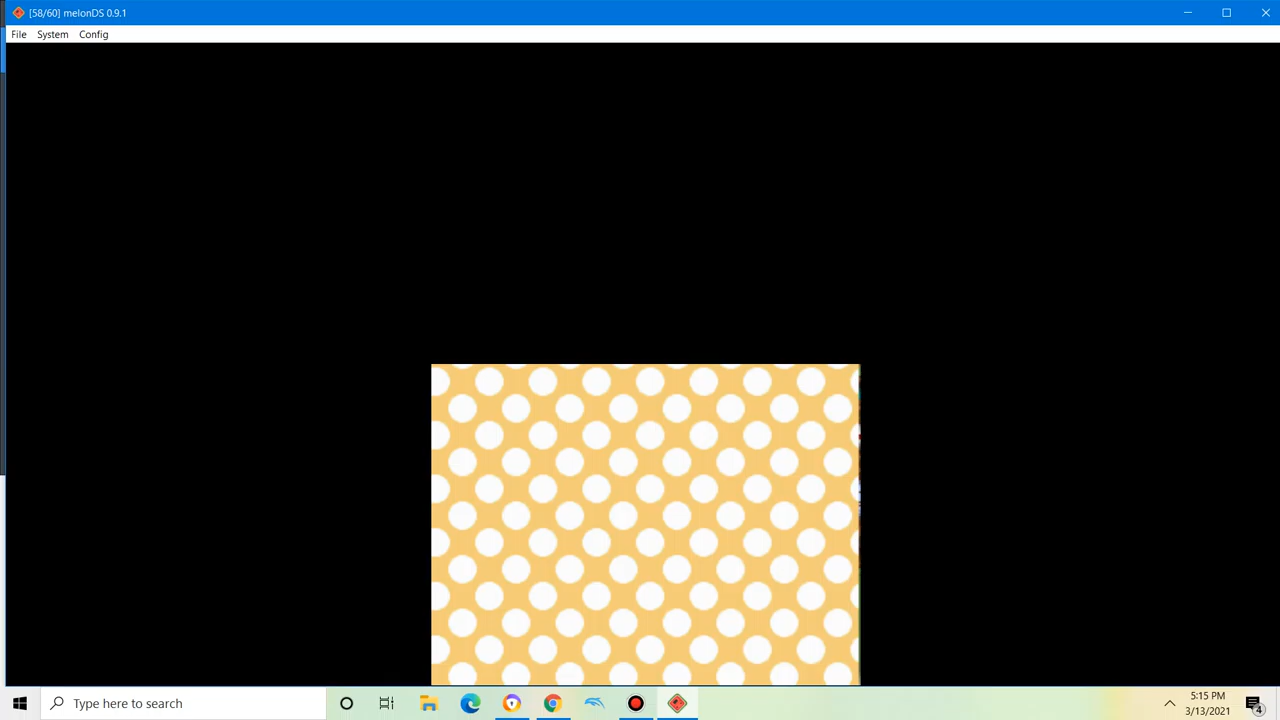 [58/60] melonDS 0.9.1
File System Config
Type here to search
5:15 PM
3/13/2021
4